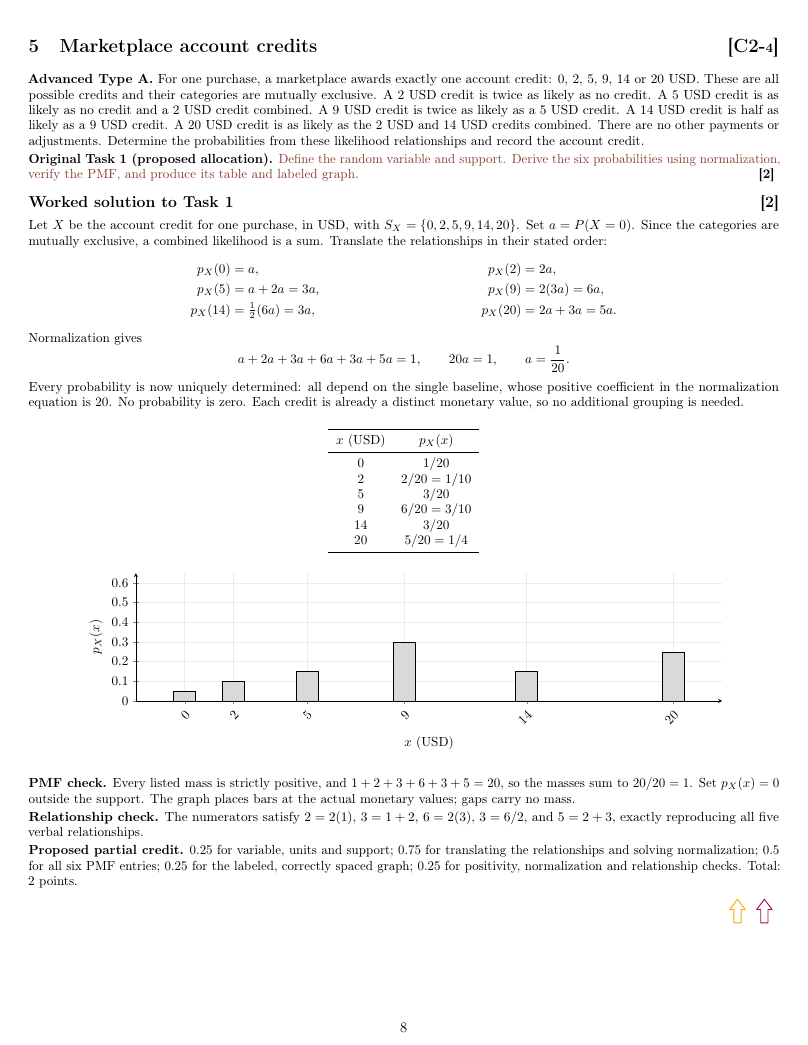 5 Marketplace account credits [C2-4]
Advanced Type A. For one purchase, a marketplace awards exactly one account credit: 0, 2, 5, 9, 14 or 20 USD. These are all
possible credits and their categories are mutually exclusive. A 2 USD credit is twice as likely as no credit. A 5 USD credit is as
likely as no credit and a 2 USD credit combined. A 9 USD credit is twice as likely as a 5 USD credit. A 14 USD credit is half as
likely as a 9 USD credit. A 20 USD credit is as likely as the 2 USD and 14 USD credits combined. There are no other payments or
adjustments. Determine the probabilities from these likelihood relationships and record the account credit.
Original Task 1 (proposed allocation). Define the random variable and support. Derive the six probabilities using normalization,
verify the PMF, and produce its table and labeled graph. [2]
Worked solution to Task 1 [2]
Let X be the account credit for one purchase, in USD, with S_X = {0, 2, 5, 9, 14, 20}. Set a = P(X = 0). Since the categories are
mutually exclusive, a combined likelihood is a sum. Translate the relationships in their stated order:
p_X(0) = a, p_X(2) = 2a,
p_X(5) = a + 2a = 3a, p_X(9) = 2(3a) = 6a,
p_X(14) = 1/2(6a) = 3a, p_X(20) = 2a + 3a = 5a.
Normalization gives
a + 2a + 3a + 6a + 3a + 5a = 1, 20a = 1, a = 1/20.
Every probability is now uniquely determined: all depend on the single baseline, whose positive coefficient in the normalization
equation is 20. No probability is zero. Each credit is already a distinct monetary value, so no additional grouping is needed.
x (USD) p_X(x)
0 1/20
2 2/20 = 1/10
5 3/20
9 6/20 = 3/10
14 3/20
20 5/20 = 1/4
0.6
0.5
0.4
0.3
0.2
0.1
0
p_X(x)
0 2 5 9 14 20
x (USD)
PMF check. Every listed mass is strictly positive, and 1 + 2 + 3 + 6 + 3 + 5 = 20, so the masses sum to 20/20 = 1. Set p_X(x) = 0
outside the support. The graph places bars at the actual monetary values; gaps carry no mass.
Relationship check. The numerators satisfy 2 = 2(1), 3 = 1 + 2, 6 = 2(3), 3 = 6/2, and 5 = 2 + 3, exactly reproducing all five
verbal relationships.
Proposed partial credit. 0.25 for variable, units and support; 0.75 for translating the relationships and solving normalization; 0.5
for all six PMF entries; 0.25 for the labeled, correctly spaced graph; 0.25 for positivity, normalization and relationship checks. Total:
2 points.
8